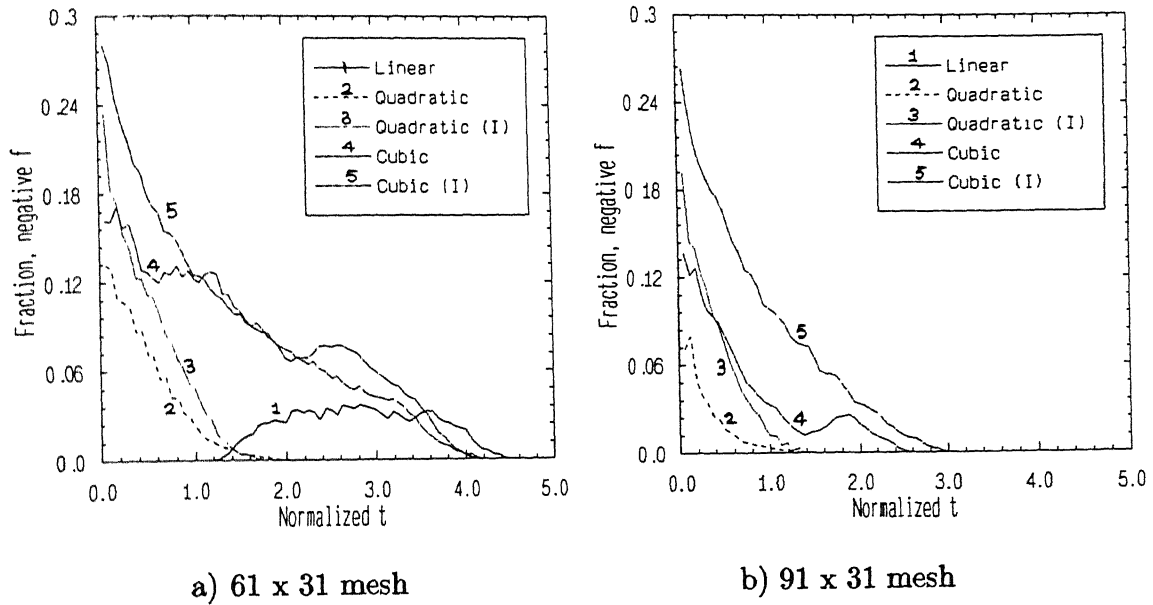 0.3
0.24
0.18
0.12
0.06
0.0
Fraction, negative f
1 Linear
2 Quadratic
3 Quadratic (I)
4 Cubic
5 Cubic (I)
5
4
3
2
1
0.0 1.0 2.0 3.0 4.0 5.0
Normalized t
a) 61 x 31 mesh
0.3
0.24
0.18
0.12
0.06
0.0
Fraction, negative f
1 Linear
2 Quadratic
3 Quadratic (I)
4 Cubic
5 Cubic (I)
5
3
2
4
0.0 1.0 2.0 3.0 4.0 5.0
Normalized t
b) 91 x 31 mesh